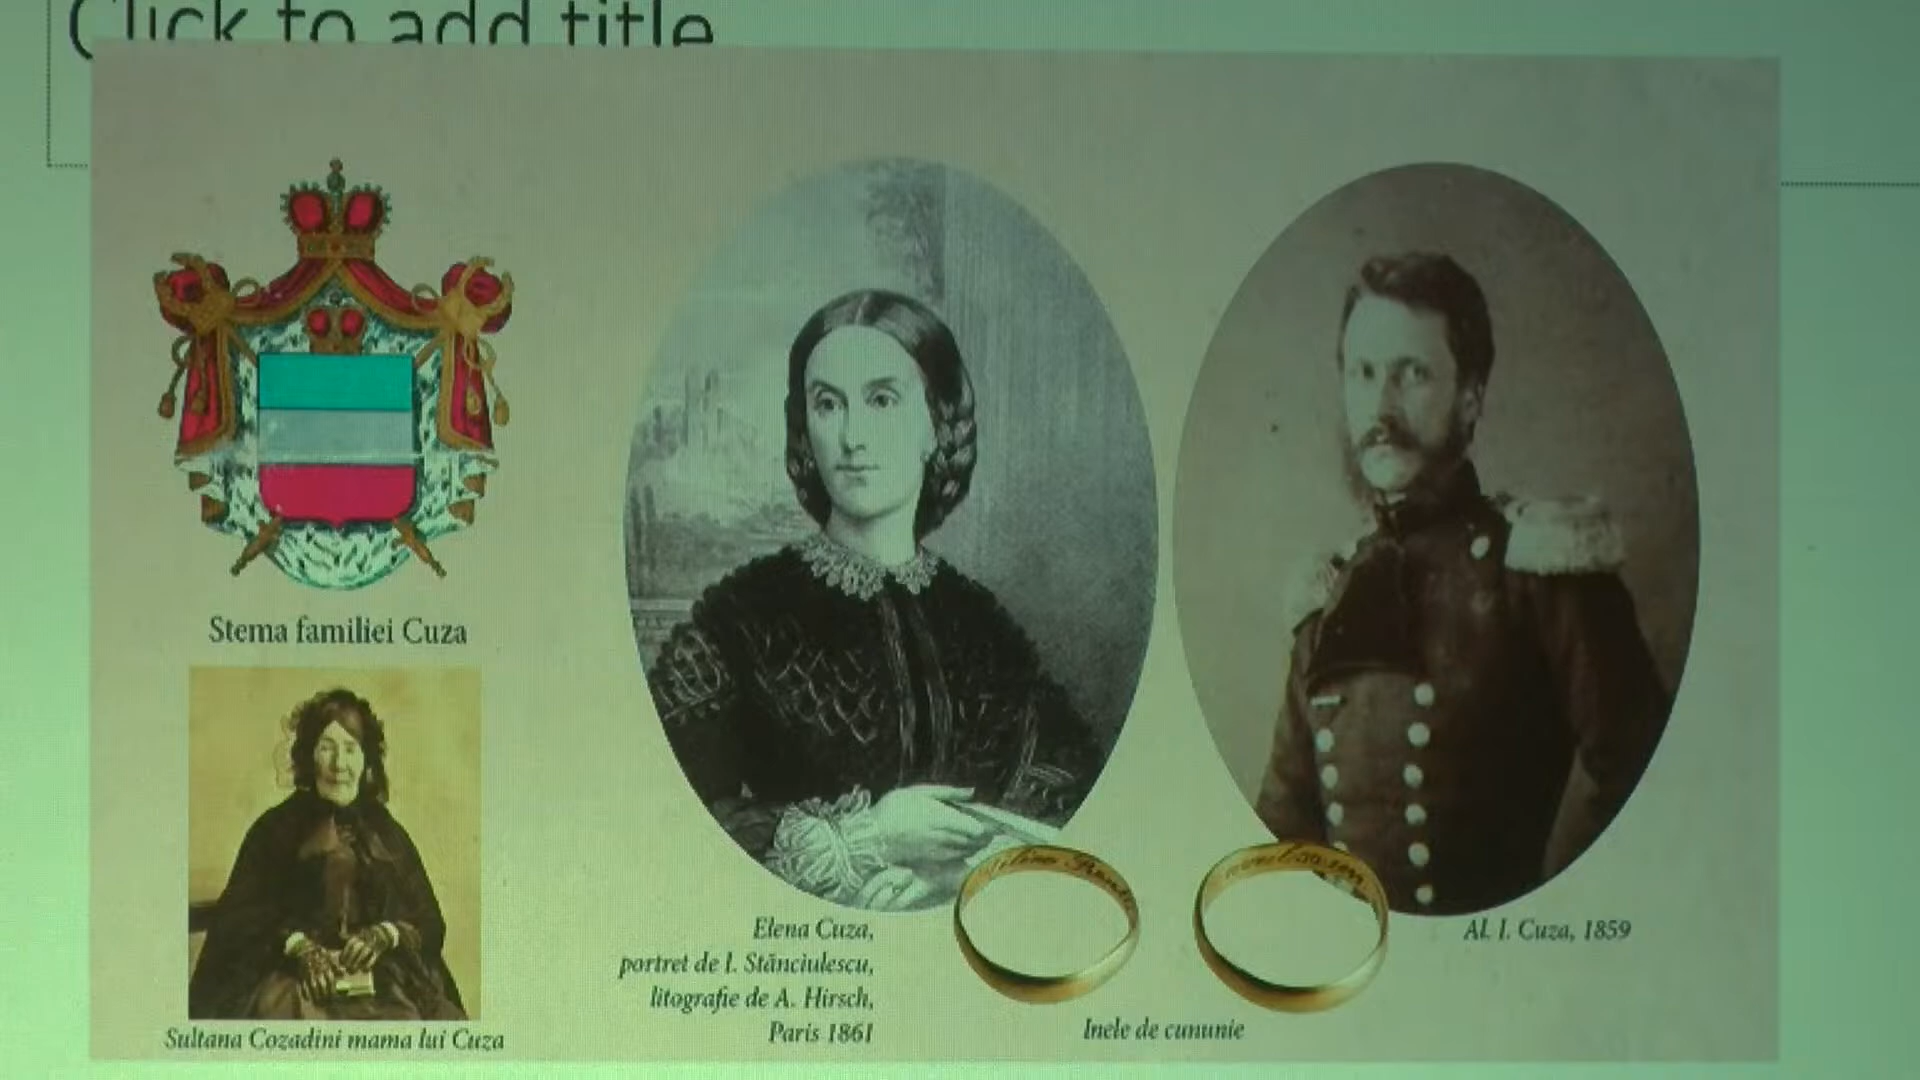 Click to add title
Stema familiei Cuza
Sultana Cozadini mama lui Cuza
Elena Cuza,
portret de I. Stănciulescu,
litografie de A. Hirsch,
Paris 1861
Inele de cununie
Al. I. Cuza, 1859